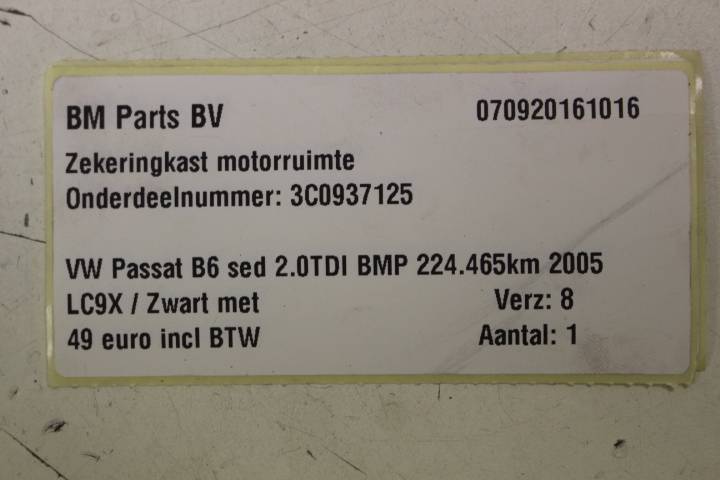 BM Parts BV 070920161016
Zekeringkast motorruimte
Onderdeelnummer: 3C0937125
VW Passat B6 sed 2.0TDI BMP 224.465km 2005
LC9X / Zwart met Verz: 8
49 euro incl BTW Aantal: 1